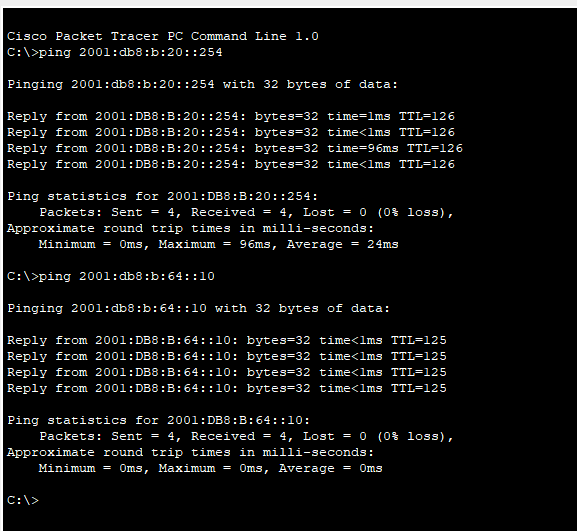 Cisco Packet Tracer PC Command Line 1.0
C:\>ping 2001:db8:b:20::254
Pinging 2001:db8:b:20::254 with 32 bytes of data:
Reply from 2001:DB8:B:20::254: bytes=32 time=1ms TTL=126
Reply from 2001:DB8:B:20::254: bytes=32 time<1ms TTL=126
Reply from 2001:DB8:B:20::254: bytes=32 time=96ms TTL=126
Reply from 2001:DB8:B:20::254: bytes=32 time<1ms TTL=126
Ping statistics for 2001:DB8:B:20::254:
Packets: Sent = 4, Received = 4, Lost = 0 (0% loss),
Approximate round trip times in milli-seconds:
Minimum = 0ms, Maximum = 96ms, Average = 24ms
C:\>ping 2001:db8:b:64::10
Pinging 2001:db8:b:64::10 with 32 bytes of data:
Reply from 2001:DB8:B:64::10: bytes=32 time<1ms TTL=125
Reply from 2001:DB8:B:64::10: bytes=32 time<1ms TTL=125
Reply from 2001:DB8:B:64::10: bytes=32 time<1ms TTL=125
Reply from 2001:DB8:B:64::10: bytes=32 time<1ms TTL=125
Ping statistics for 2001:DB8:B:64::10:
Packets: Sent = 4, Received = 4, Lost = 0 (0% loss),
Approximate round trip times in milli-seconds:
Minimum = 0ms, Maximum = 0ms, Average = 0ms
C:\>